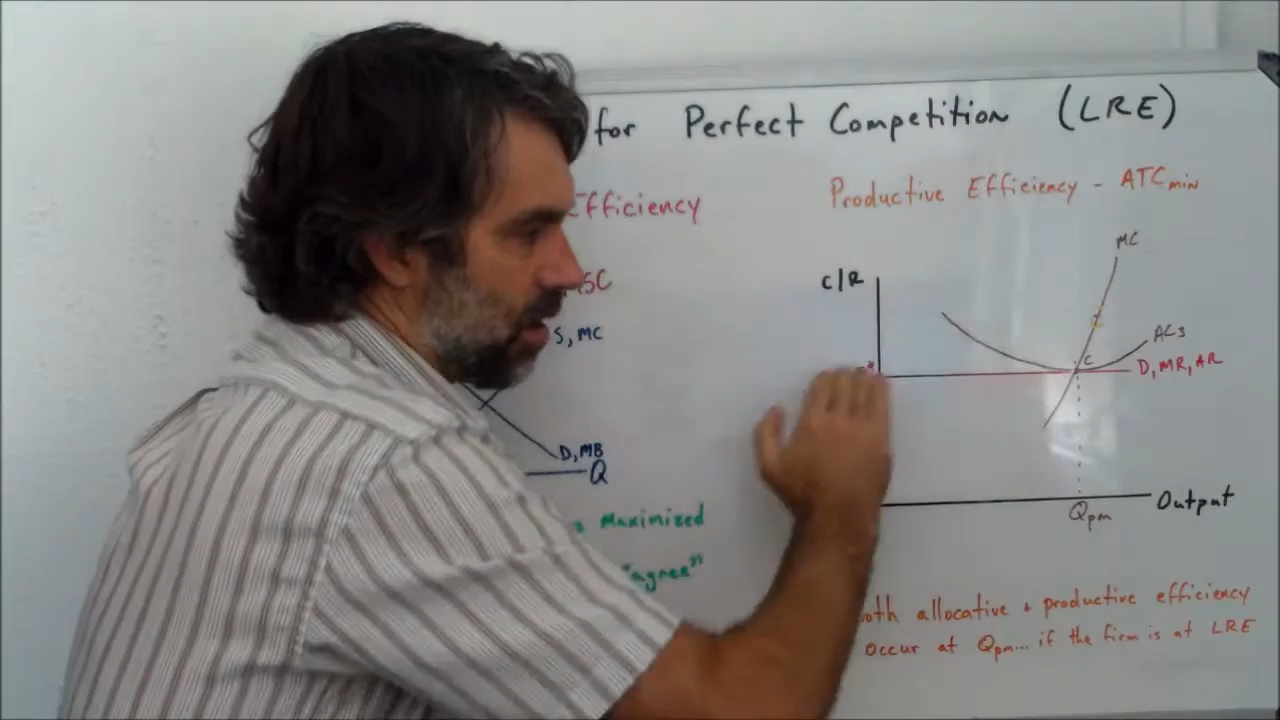 for Perfect Competition (LRE)
Efficiency
Productive Efficiency - ATCMIN
MC
SC
C/R
S, MC
AC3
C
D, MR, AR
D, MB
Q
Output
Qpm
Maximized
"agree"
both allocative + productive efficiency
occur at Qpm... if the firm is at LRE